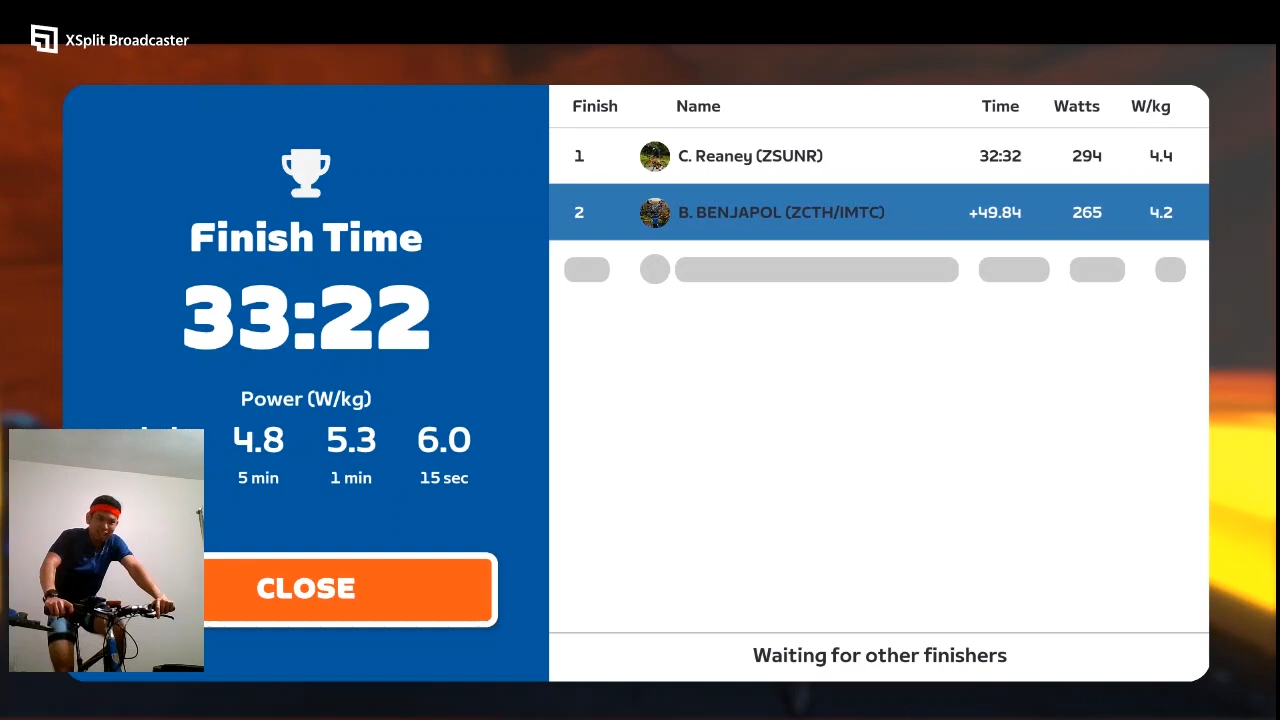 XSplit Broadcaster
Finish Time
33:22
Power (W/kg)
4.8 5.3 6.0
5 min 1 min 15 sec
CLOSE
Finish Name Time Watts W/kg
1 C. Reaney (ZSUNR) 32:32 294 4.4
2 B. BENJAPOL (ZCTH/IMTC) +49.84 265 4.2
Waiting for other finishers